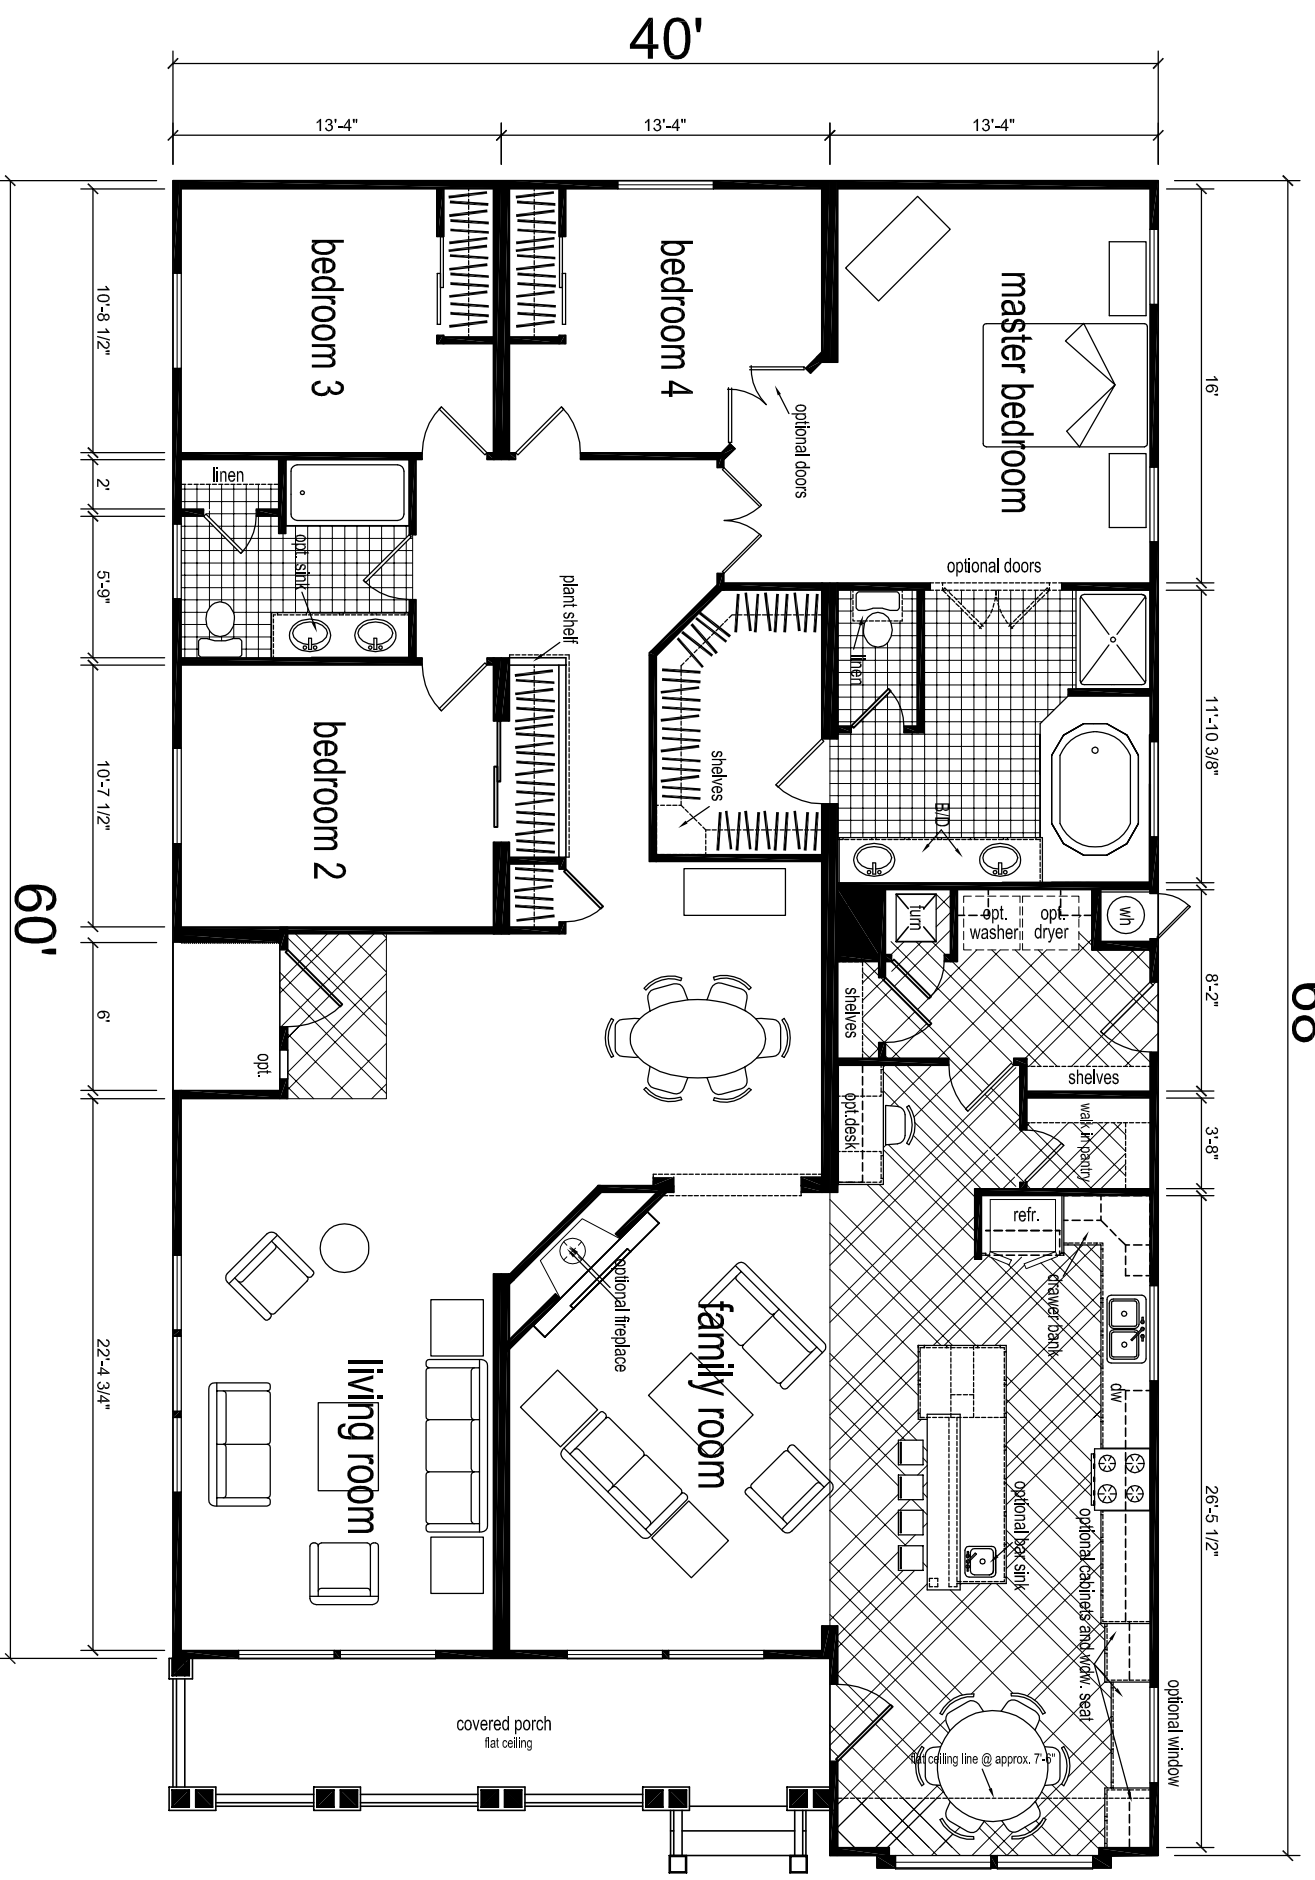 40'
13'-4"
13'-4"
13'-4"
bedroom 3
bedroom 4
master bedroom
10'-8 1/2"
16'
optional doors
linen
2'
opt. sink
5'-9"
plant shelf
optional doors
linen
11'-10 3/8"
shelves
B/D
bedroom 2
10'-7 1/2"
60'
furn
opt.
washer
opt.
dryer
wh
8'-2"
6'
shelves
opt.
shelves
opt.desk
walk in pantry
3'-8"
refr.
drawer bank
optional fireplace
family room
living room
22'-4 3/4"
dw
26'-5 1/2"
optional bar sink
optional cabinets and wdw. seat
optional window
covered porch
flat ceiling
flat ceiling line @ approx. 7'-6"